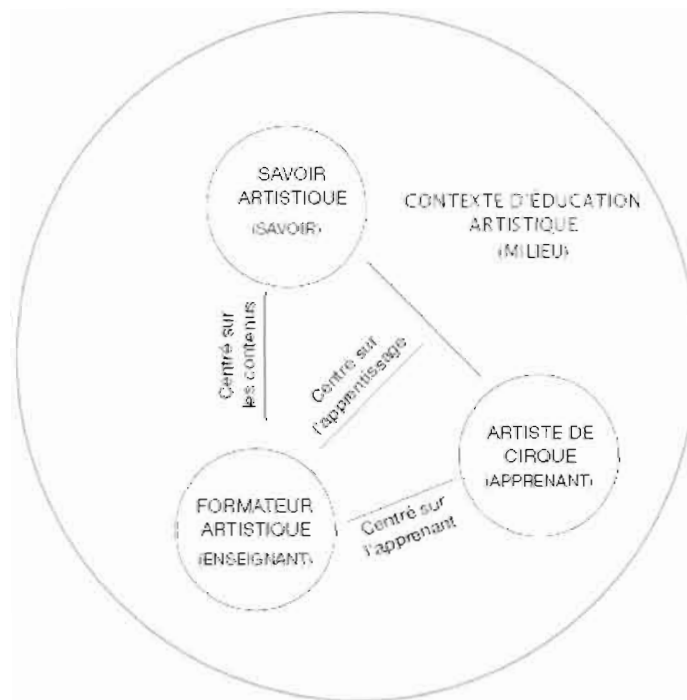 SAVOIR
ARTISTIQUE
(SAVOIR)
CONTEXTE D'ÉDUCATION
ARTISTIQUE
(MILIEU)
Centré sur
les contenus
Centré sur
l'apprentissage
ARTISTE DE
CIRQUE
(APPRENANT)
FORMATEUR
ARTISTIQUE
(ENSEIGNANT)
Centré sur
l'apprenant